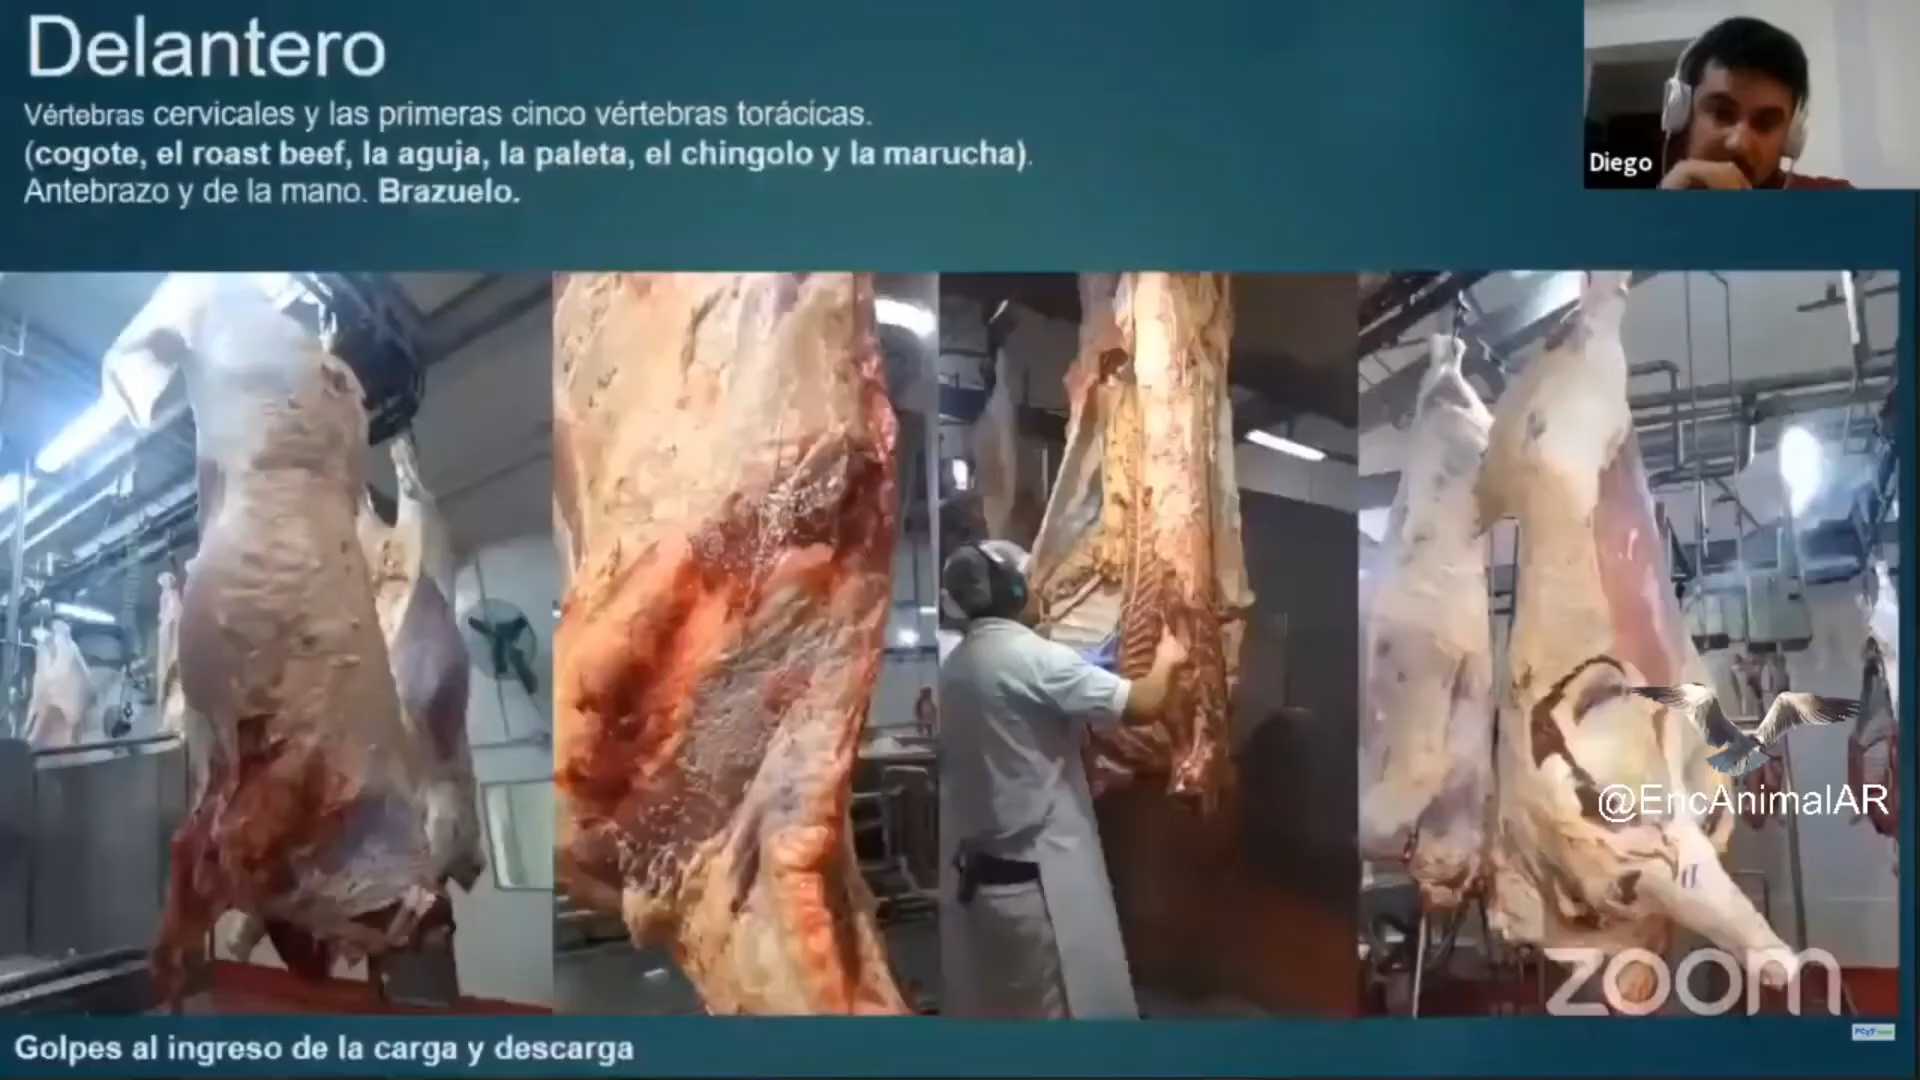 Delantero
Vértebras cervicales y las primeras cinco vértebras torácicas.
(cogote, el roast beef, la aguja, la paleta, el chingolo y la marucha).
Antebrazo y de la mano. Brazuelo.
Diego
@EncAnimalAR
zoom
Golpes al ingreso de la carga y descarga